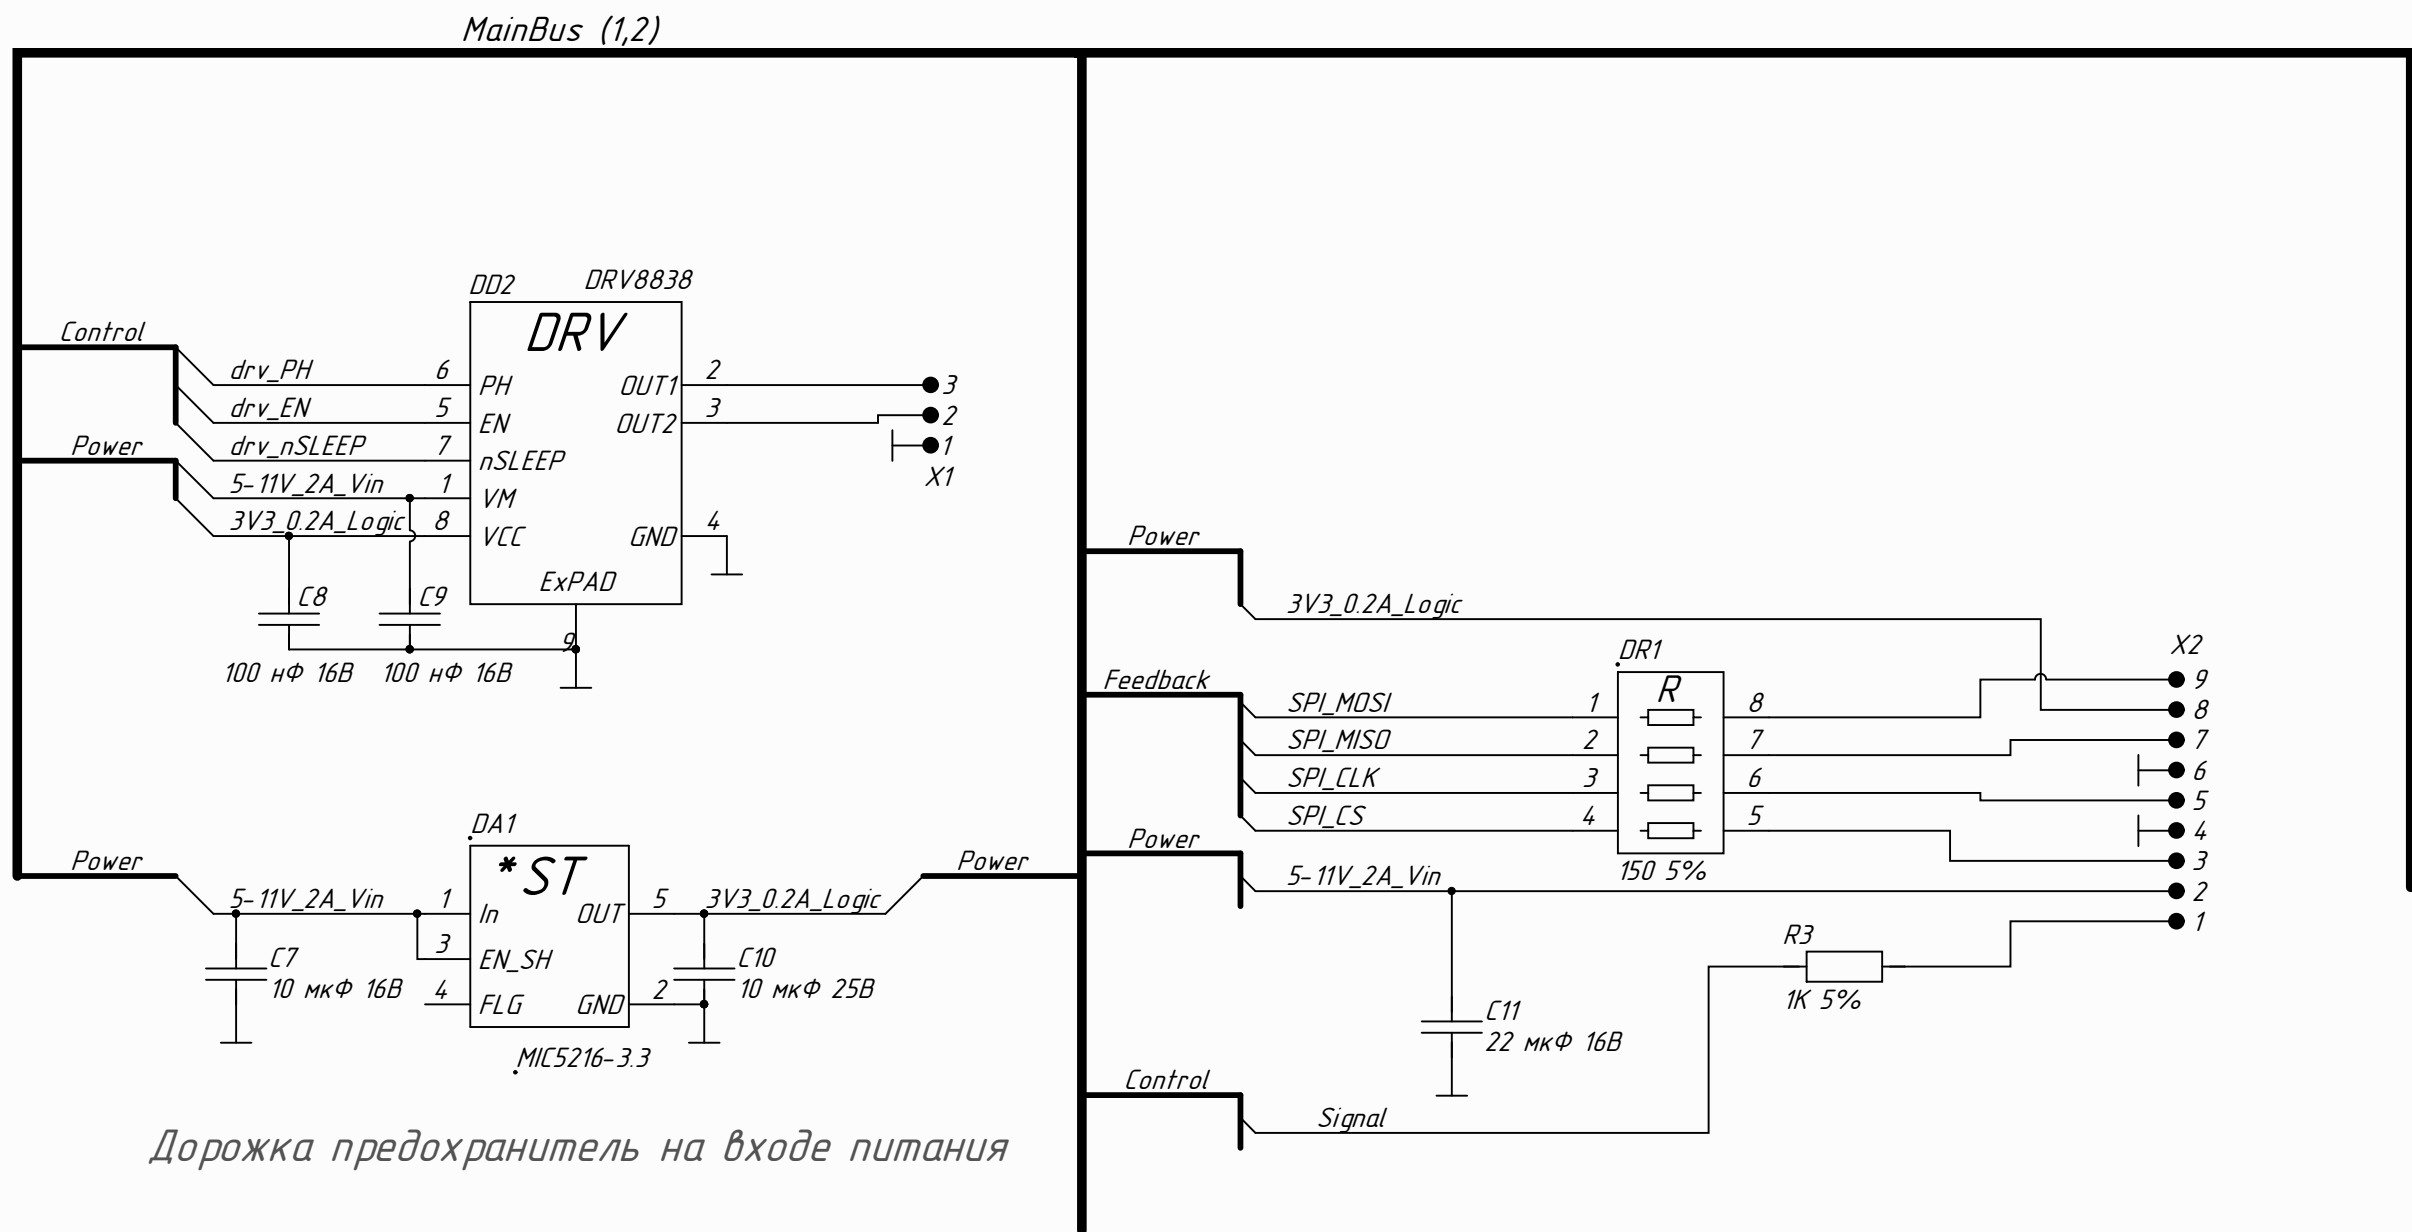 MainBus (1,2)
DD2 DRV8838
DRV
Control
drv_PH 6 PH OUT1 2 3
drv_EN 5 EN OUT2 3 2
drv_nSLEEP 7 nSLEEP 1
Power
X1
5-11V_2A_Vin 1 VM
3V3_0.2A_Logic 8 VCC GND 4
ExPAD
9
C8 C9
100 нФ 16В 100 нФ 16В
DA1
*ST
Power
5-11V_2A_Vin 1 In OUT 5 3V3_0.2A_Logic
Power
3 EN_SH
4 FLG GND 2
C7
10 мкФ 16В
C10
10 мкФ 25В
MIC5216-3.3
Дорожка предохранитель на входе питания
Power
3V3_0.2A_Logic
DR1
R
X2
Feedback
SPI_MOSI 1 8
SPI_MISO 2 7
SPI_CLK 3 6
SPI_CS 4 5
150 5%
9
8
7
6
5
4
3
2
1
Power
5-11V_2A_Vin
R3
1K 5%
C11
22 мкФ 16В
Control
Signal